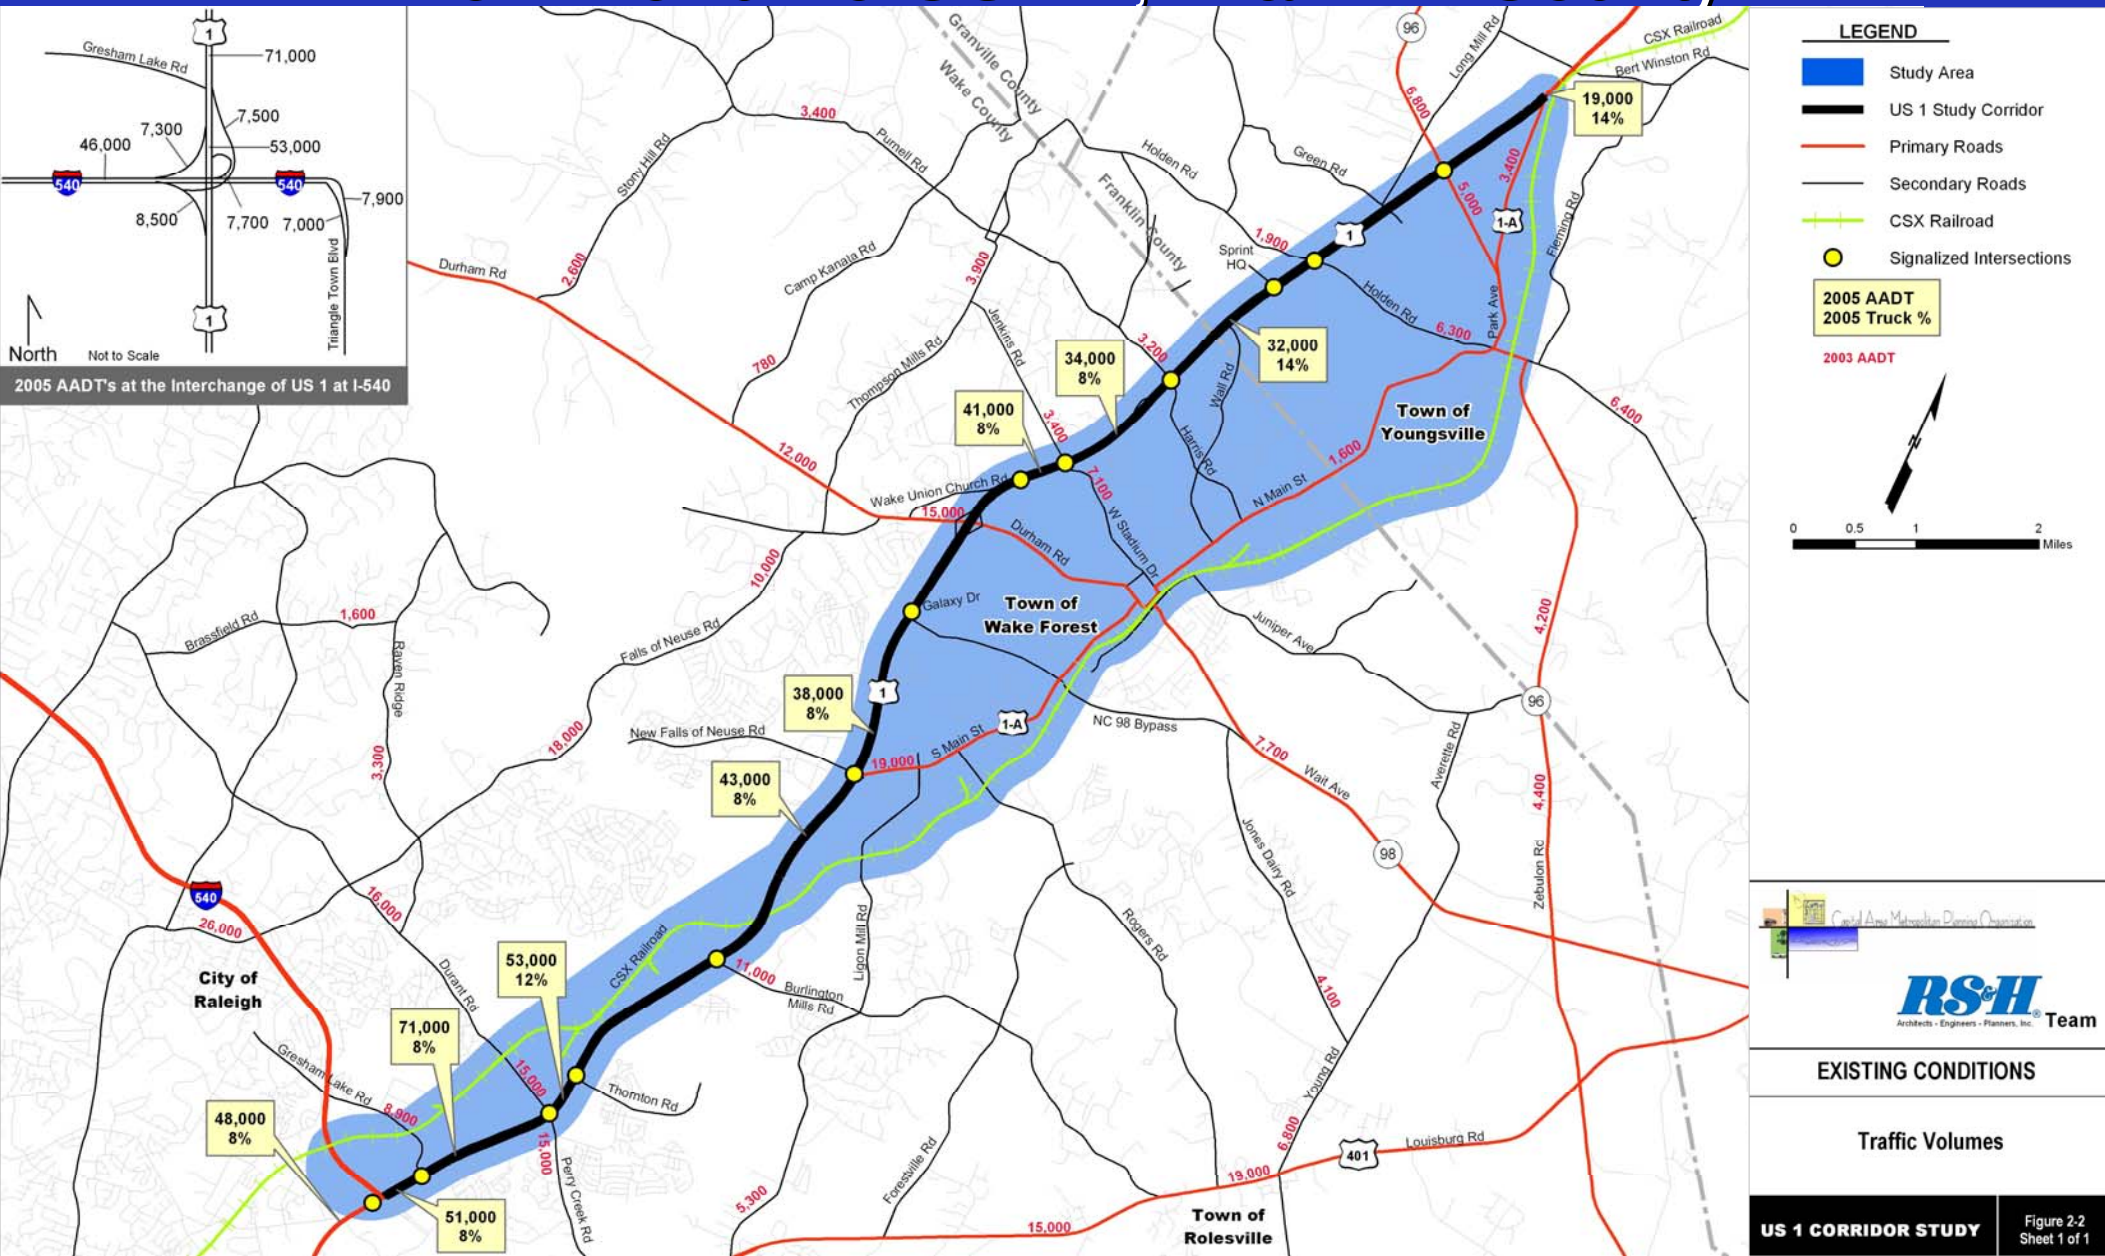 1
Gresham Lake Rd
71,000
7,500
7,300
46,000
53,000
540
540
7,900
8,500
7,700
7,000
Triangle Town Blvd
1
North
Not to Scale
2005 AADT's at the Interchange of US 1 at I-540
Granville County
Wake County
Franklin County
96
Long Mill Rd
CSX Railroad
Bert Winston Rd
6,800
19,000
14%
3,400
Purnell Rd
Stony Hill Rd
2,600
Holden Rd
Green Rd
3,400
5,000
1-A
Fleming Rd
Durham Rd
Camp Kanata Rd
3,900
1,900
1
Sprint
HQ
Holden Rd
Park Ave
6,300
Jenkins Rd
3,200
32,000
14%
34,000
8%
780
Thompson Mills Rd
Wall Rd
41,000
8%
3,400
Town of
Youngsville
6,400
12,000
Harris Rd
1,600
Wake Union Church Rd
7,100
N Main St
15,000
Durham Rd
W Stadium Dr
10,000
Galaxy Dr
Town of
Wake Forest
Juniper Ave
4,200
Brassfield Rd
1,600
Raven Ridge
Falls of Neuse Rd
38,000
8%
1
96
1-A
NC 98 Bypass
New Falls of Neuse Rd
18,000
3,300
19,000
S Main St
7,700
Wait Ave
Averette Rd
43,000
8%
4,400
Jones Dairy Rd
98
Zebulon Rd
540
26,000
16,000
CSX Railroad
Ligon Mill Rd
Rogers Rd
City of
Raleigh
Durant Rd
53,000
12%
11,000
Burlington
Mills Rd
4,100
71,000
8%
Gresham Lake Rd
8,900
15,000
Thornton Rd
Young Rd
48,000
8%
15,000
Perry Creek Rd
Forestville Rd
6,800
401
Louisburg Rd
19,000
51,000
8%
5,300
15,000
Town of
Rolesville
LEGEND
Study Area
US 1 Study Corridor
Primary Roads
Secondary Roads
CSX Railroad
Signalized Intersections
2005 AADT
2005 Truck %
2003 AADT
N
0 0.5 1 2
Miles
Capital Area Metropolitan Planning Organization
RS&H® Team
Architects - Engineers - Planners, Inc.
EXISTING CONDITIONS
Traffic Volumes
US 1 CORRIDOR STUDY
Figure 2-2
Sheet 1 of 1